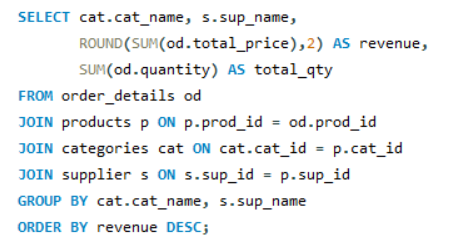 SELECT cat.cat_name, s.sup_name,
ROUND(SUM(od.total_price),2) AS revenue,
SUM(od.quantity) AS total_qty
FROM order_details od
JOIN products p ON p.prod_id = od.prod_id
JOIN categories cat ON cat.cat_id = p.cat_id
JOIN supplier s ON s.sup_id = p.sup_id
GROUP BY cat.cat_name, s.sup_name
ORDER BY revenue DESC;